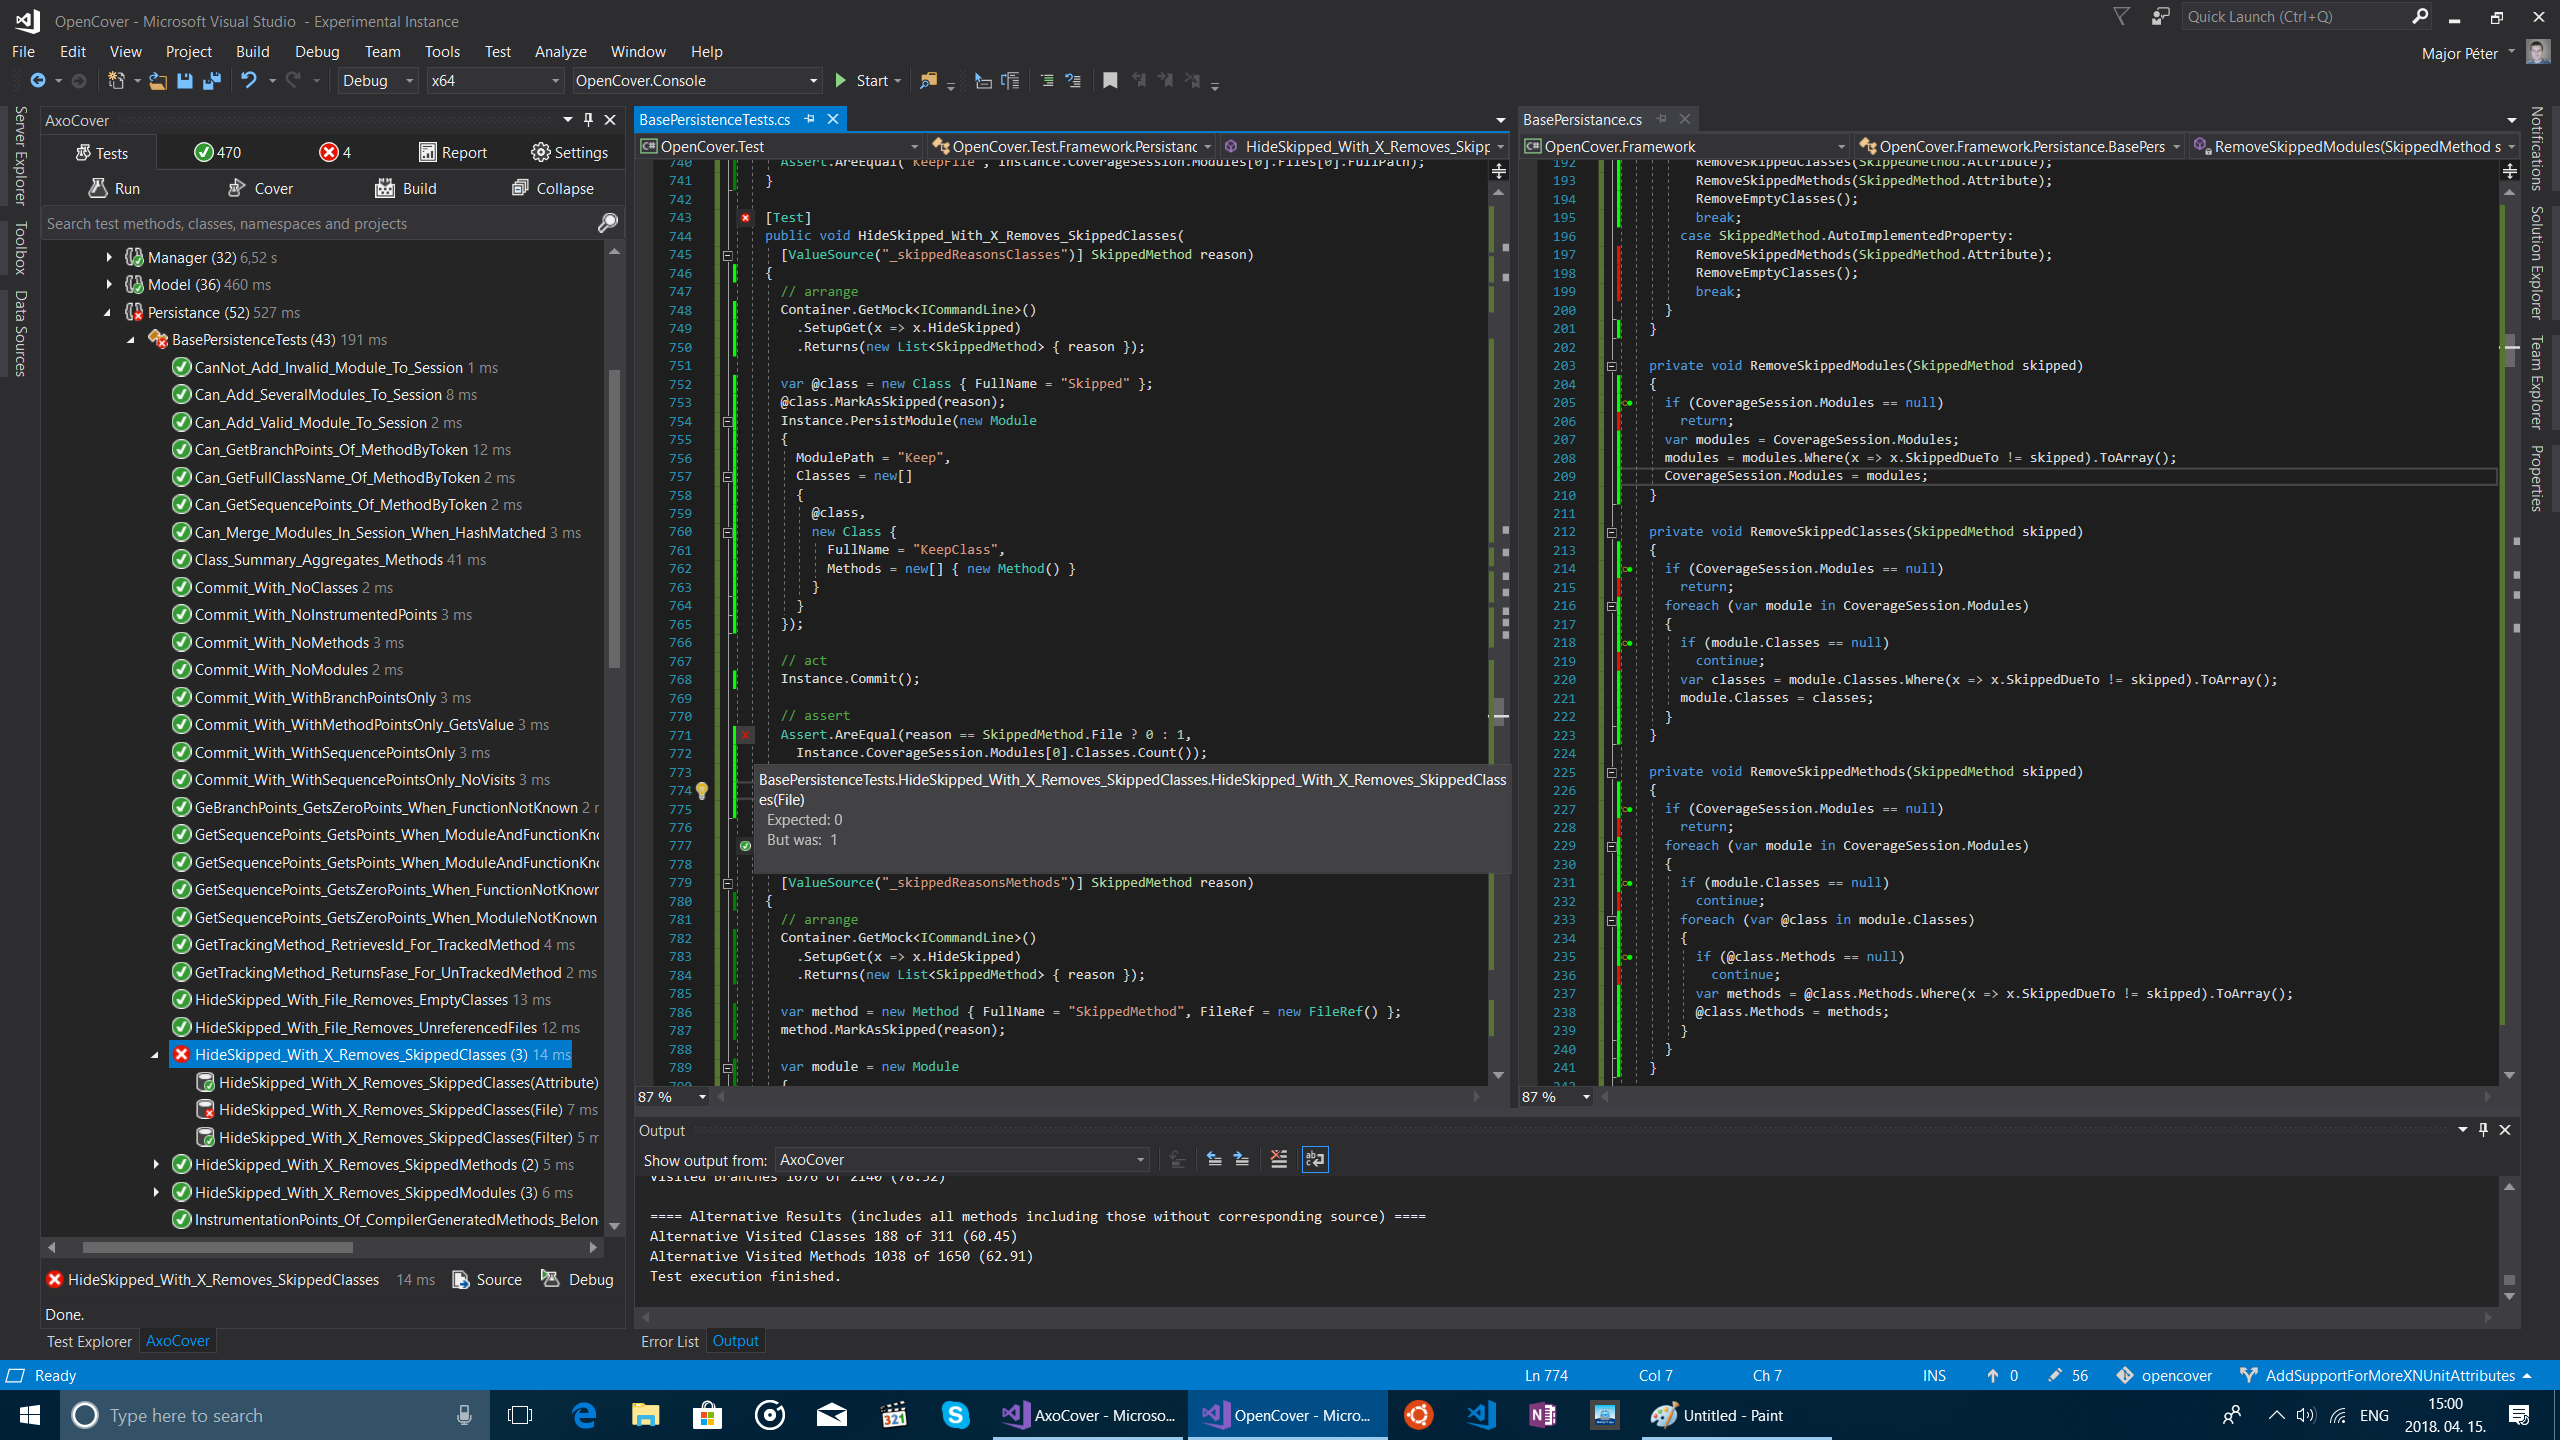 OpenCover - Microsoft Visual Studio - Experimental Instance
Quick Launch (Ctrl+Q)
File Edit View Project Build Debug Team Tools Test Analyze Window Help
Major Péter
Debug x64 OpenCover.Console Start
Server Explorer
Toolbox
Data Sources
AxoCover
Tests 470 4 Report Settings
Run Cover Build Collapse
Search test methods, classes, namespaces and projects
Manager (32) 6,52 s
Model (36) 460 ms
Persistance (52) 527 ms
BasePersistenceTests (43) 191 ms
CanNot_Add_Invalid_Module_To_Session 1 ms
Can_Add_SeveralModules_To_Session 8 ms
Can_Add_Valid_Module_To_Session 2 ms
Can_GetBranchPoints_Of_MethodByToken 12 ms
Can_GetFullClassName_Of_MethodByToken 2 ms
Can_GetSequencePoints_Of_MethodByToken 2 ms
Can_Merge_Modules_In_Session_When_HashMatched 3 ms
Class_Summary_Aggregates_Methods 41 ms
Commit_With_NoClasses 2 ms
Commit_With_NoInstrumentedPoints 3 ms
Commit_With_NoMethods 3 ms
Commit_With_NoModules 2 ms
Commit_With_WithBranchPointsOnly 3 ms
Commit_With_WithMethodPointsOnly_GetsValue 3 ms
Commit_With_WithSequencePointsOnly 3 ms
Commit_With_WithSequencePointsOnly_NoVisits 3 ms
GeBranchPoints_GetsZeroPoints_When_FunctionNotKnown 2 r
GetSequencePoints_GetsPoints_When_ModuleAndFunctionKno
GetSequencePoints_GetsPoints_When_ModuleAndFunctionKno
GetSequencePoints_GetsZeroPoints_When_FunctionNotKnown
GetSequencePoints_GetsZeroPoints_When_ModuleNotKnown
GetTrackingMethod_RetrievesId_For_TrackedMethod 4 ms
GetTrackingMethod_ReturnsFase_For_UnTrackedMethod 2 ms
HideSkipped_With_File_Removes_EmptyClasses 13 ms
HideSkipped_With_File_Removes_UnreferencedFiles 12 ms
HideSkipped_With_X_Removes_SkippedClasses (3) 14 ms
HideSkipped_With_X_Removes_SkippedClasses(Attribute)
HideSkipped_With_X_Removes_SkippedClasses(File) 7 ms
HideSkipped_With_X_Removes_SkippedClasses(Filter) 5 m
HideSkipped_With_X_Removes_SkippedMethods (2) 5 ms
HideSkipped_With_X_Removes_SkippedModules (3) 6 ms
InstrumentationPoints_Of_CompilerGeneratedMethods_Belon
HideSkipped_With_X_Removes_SkippedClasses 14 ms Source Debug
Done.
Test Explorer AxoCover
BasePersistenceTests.cs
OpenCover.Test OpenCover.Test.Framework.Persistanc HideSkipped_With_X_Removes_Skipp
740 Assert.AreEqual("KeepFile", Instance.CoverageSession.Modules[0].Files[0].FullPath);
741 }
742
743 [Test]
744 public void HideSkipped_With_X_Removes_SkippedClasses(
745 [ValueSource("_skippedReasonsClasses")] SkippedMethod reason)
746 {
747 // arrange
748 Container.GetMock<ICommandLine>()
749 .SetupGet(x => x.HideSkipped)
750 .Returns(new List<SkippedMethod> { reason });
751
752 var @class = new Class { FullName = "Skipped" };
753 @class.MarkAsSkipped(reason);
754 Instance.PersistModule(new Module
755 {
756 ModulePath = "Keep",
757 Classes = new[]
758 {
759 @class,
760 new Class {
761 FullName = "KeepClass",
762 Methods = new[] { new Method() }
763 }
764 }
765 });
766
767 // act
768 Instance.Commit();
769
770 // assert
771 Assert.AreEqual(reason == SkippedMethod.File ? 0 : 1,
772 Instance.CoverageSession.Modules[0].Classes.Count());
773
774
775
776
777
778
BasePersistenceTests.HideSkipped_With_X_Removes_SkippedClasses.HideSkipped_With_X_Removes_SkippedClass
es(File)
Expected: 0
But was: 1
779 [ValueSource("_skippedReasonsMethods")] SkippedMethod reason)
780 {
781 // arrange
782 Container.GetMock<ICommandLine>()
783 .SetupGet(x => x.HideSkipped)
784 .Returns(new List<SkippedMethod> { reason });
785
786 var method = new Method { FullName = "SkippedMethod", FileRef = new FileRef() };
787 method.MarkAsSkipped(reason);
788
789 var module = new Module
790 {
87 %
BasePersistance.cs
OpenCover.Framework OpenCover.Framework.Persistance.BasePers RemoveSkippedModules(SkippedMethod s
192 RemoveSkippedClasses(SkippedMethod.Attribute);
193 RemoveSkippedMethods(SkippedMethod.Attribute);
194 RemoveEmptyClasses();
195 break;
196 case SkippedMethod.AutoImplementedProperty:
197 RemoveSkippedMethods(SkippedMethod.Attribute);
198 RemoveEmptyClasses();
199 break;
200 }
201 }
202
203 private void RemoveSkippedModules(SkippedMethod skipped)
204 {
205 if (CoverageSession.Modules == null)
206 return;
207 var modules = CoverageSession.Modules;
208 modules = modules.Where(x => x.SkippedDueTo != skipped).ToArray();
209 CoverageSession.Modules = modules;
210 }
211
212 private void RemoveSkippedClasses(SkippedMethod skipped)
213 {
214 if (CoverageSession.Modules == null)
215 return;
216 foreach (var module in CoverageSession.Modules)
217 {
218 if (module.Classes == null)
219 continue;
220 var classes = module.Classes.Where(x => x.SkippedDueTo != skipped).ToArray();
221 module.Classes = classes;
222 }
223 }
224
225 private void RemoveSkippedMethods(SkippedMethod skipped)
226 {
227 if (CoverageSession.Modules == null)
228 return;
229 foreach (var module in CoverageSession.Modules)
230 {
231 if (module.Classes == null)
232 continue;
233 foreach (var @class in module.Classes)
234 {
235 if (@class.Methods == null)
236 continue;
237 var methods = @class.Methods.Where(x => x.SkippedDueTo != skipped).ToArray();
238 @class.Methods = methods;
239 }
240 }
241 }
242
87 %
Notifications
Solution Explorer
Team Explorer
Properties
Output
Show output from: AxoCover
Visited Branches 1676 of 2140 (78.32)
==== Alternative Results (includes all methods including those without corresponding source) ====
Alternative Visited Classes 188 of 311 (60.45)
Alternative Visited Methods 1038 of 1650 (62.91)
Test execution finished.
Error List Output
Ready Ln 774 Col 7 Ch 7 INS 0 56 opencover AddSupportForMoreXNUnitAttributes
Type here to search
321
AxoCover - Microso... OpenCover - Micro... Untitled - Paint
ENG
15:00
2018. 04. 15.